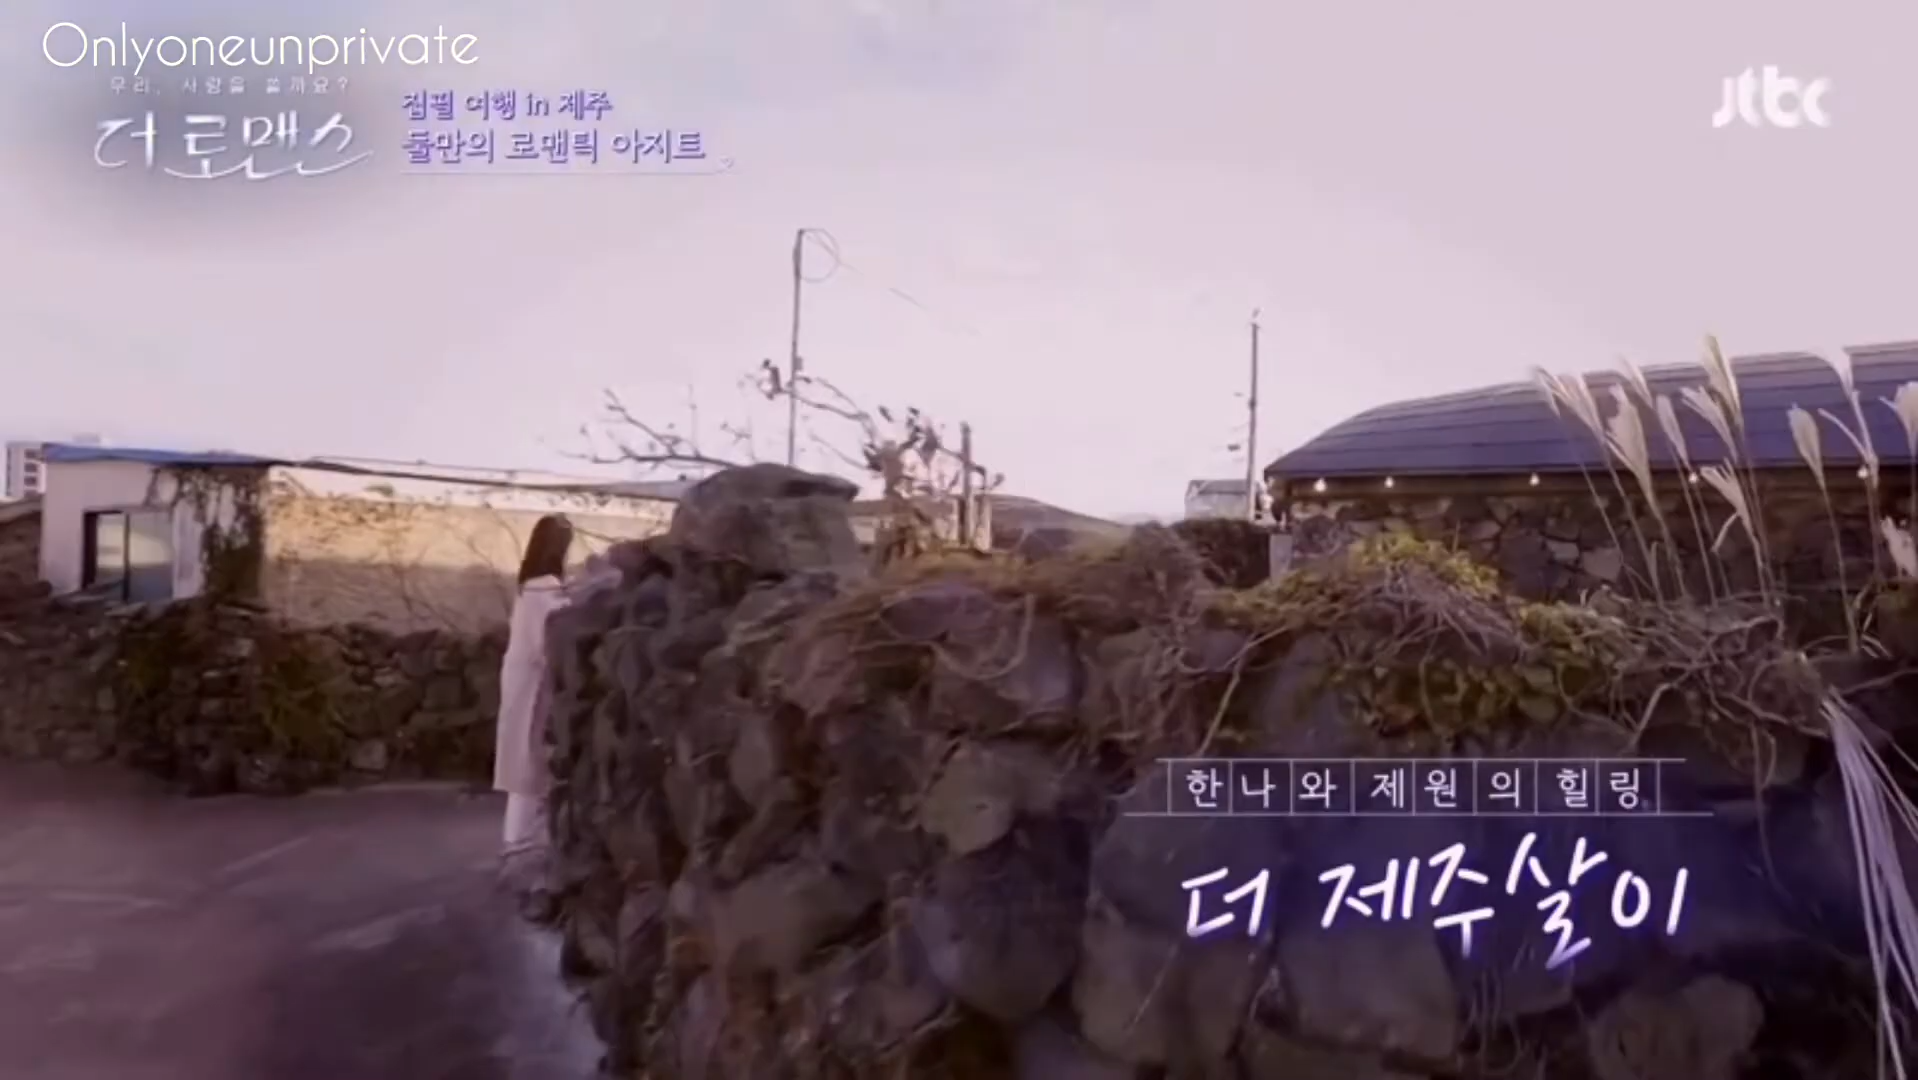 Onlyoneunprivate
우리, 사랑을 쓸까요?
더 로맨스
집필 여행 in 제주
둘만의 로맨틱 아지트
jtbc
한나와 제원의 힐링
더 제주살이